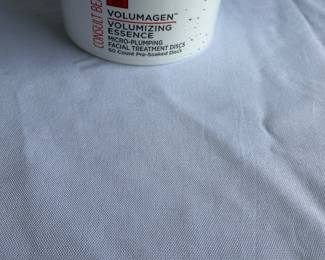 CONSULT BE
VOLUMAGEN™
VOLUMIZING
ESSENCE
MICRO-PLUMPING
FACIAL TREATMENT DISCS
60 Count Pre-Soaked Discs